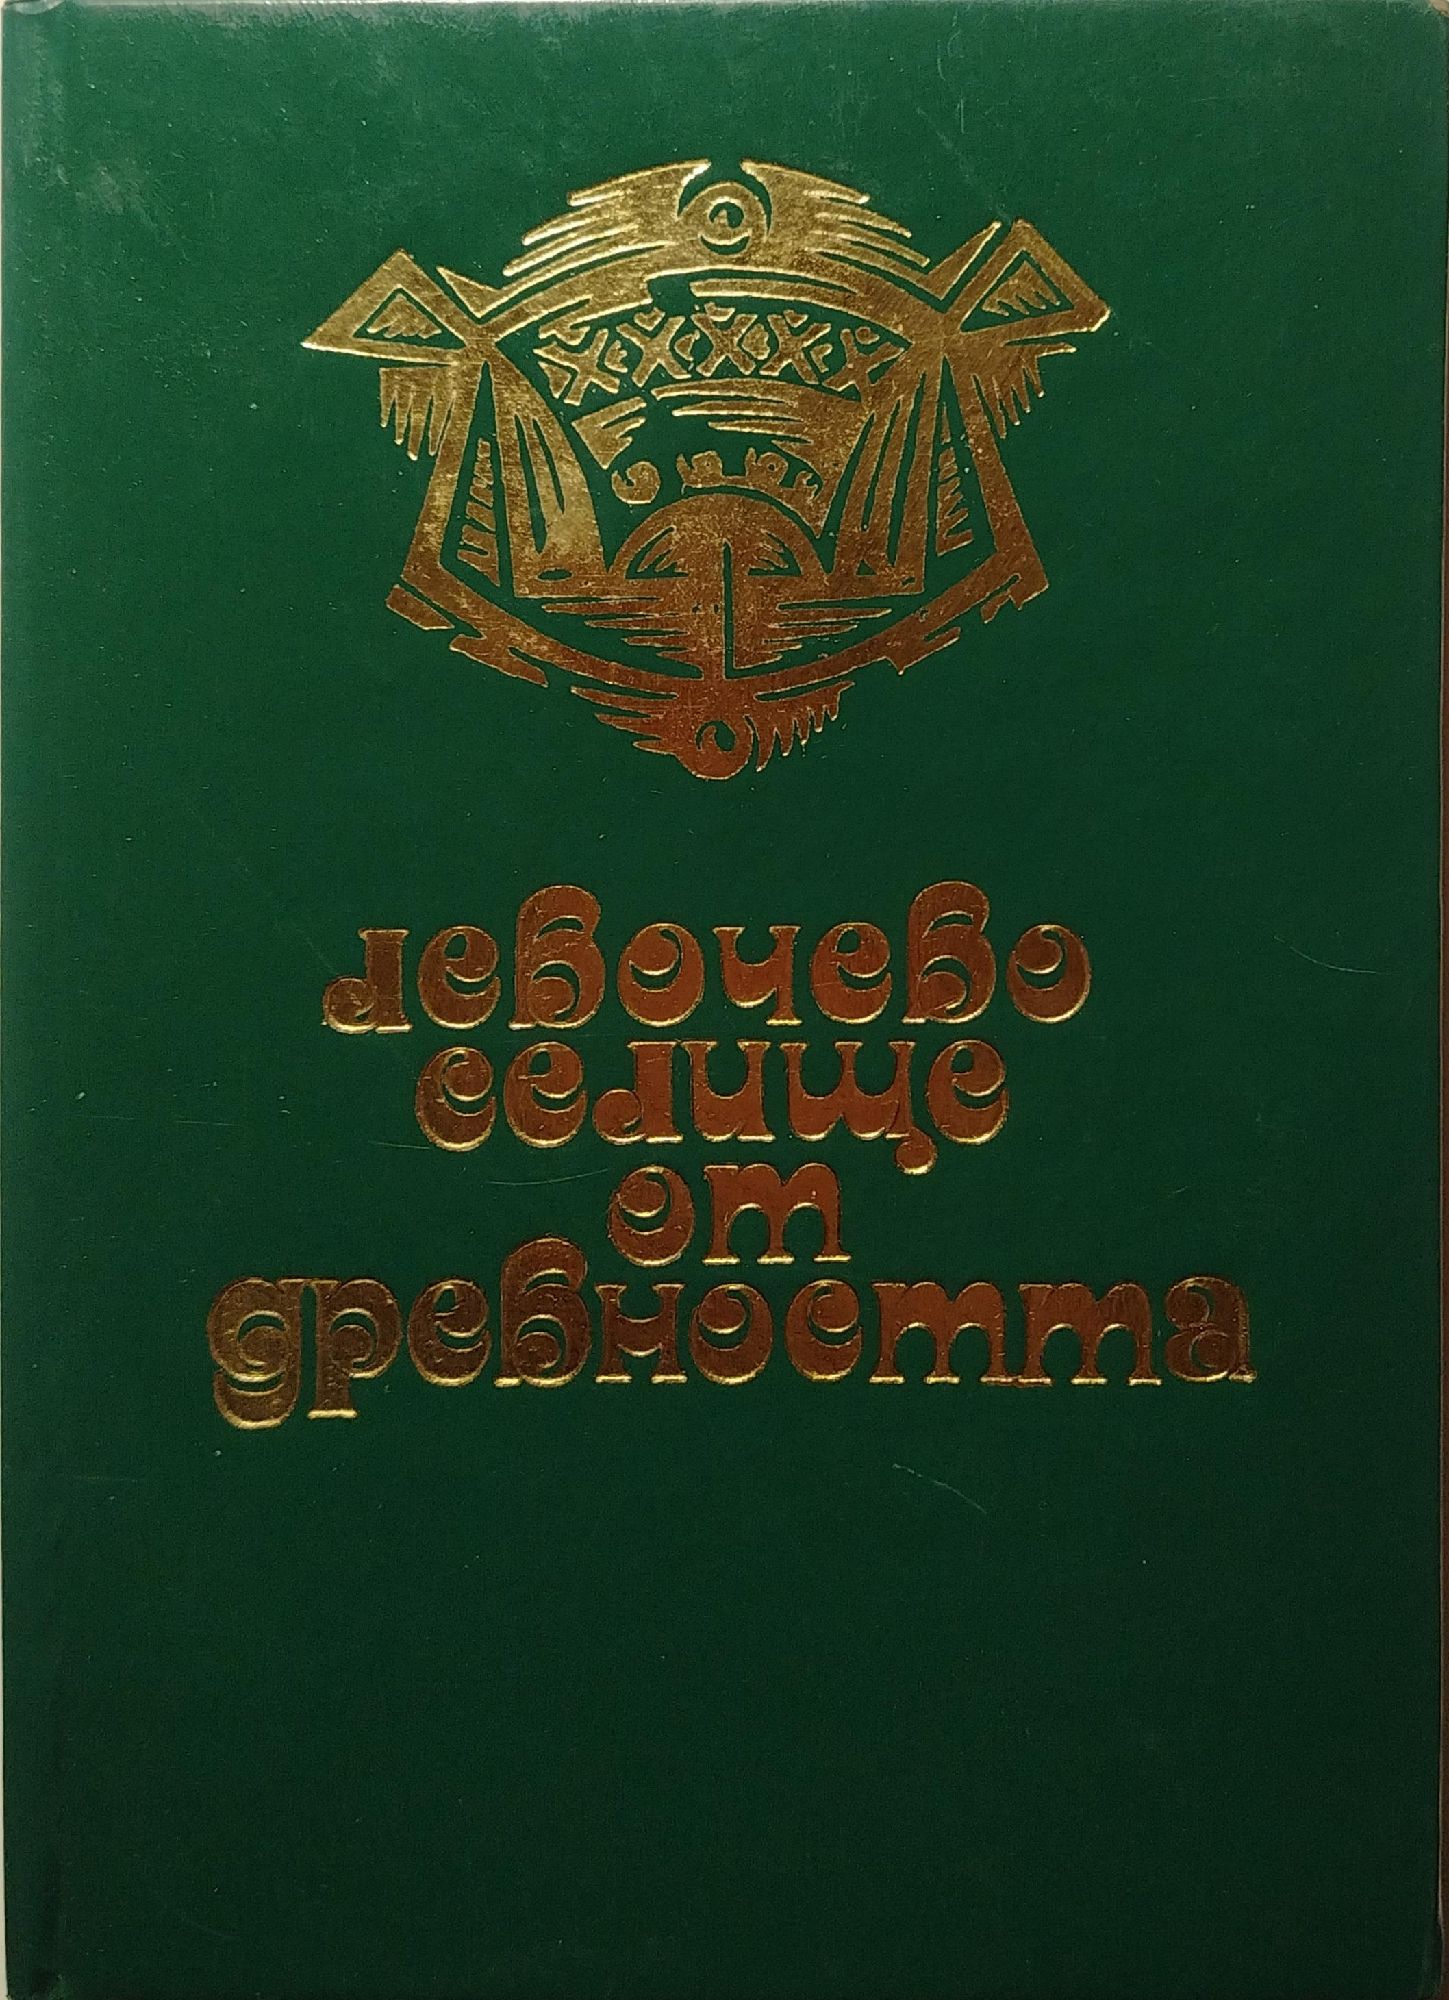 левочево
селище
от
древността